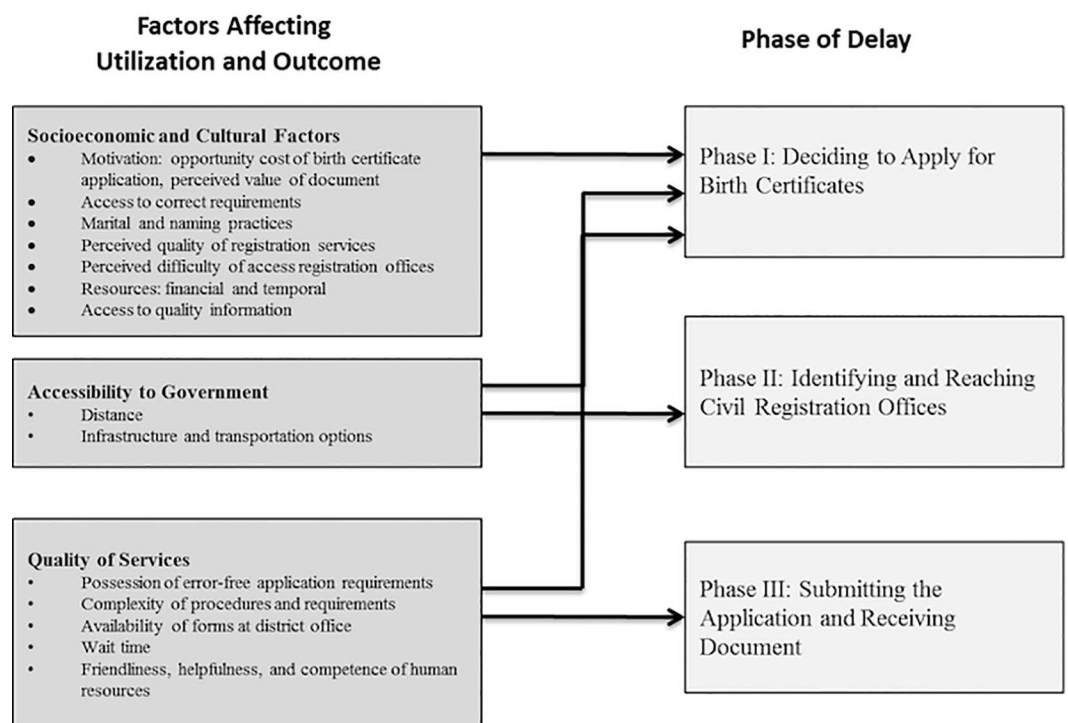 Factors Affecting
Utilization and Outcome
Socioeconomic and Cultural Factors
• Motivation: opportunity cost of birth certificate
application, perceived value of document
• Access to correct requirements
• Marital and naming practices
• Perceived quality of registration services
• Perceived difficulty of access registration offices
• Resources: financial and temporal
• Access to quality information
Accessibility to Government
• Distance
• Infrastructure and transportation options
Quality of Services
• Possession of error-free application requirements
• Complexity of procedures and requirements
• Availability of forms at district office
• Wait time
• Friendliness, helpfulness, and competence of human
resources
Phase of Delay
Phase I: Deciding to Apply for
Birth Certificates
Phase II: Identifying and Reaching
Civil Registration Offices
Phase III: Submitting the
Application and Receiving
Document